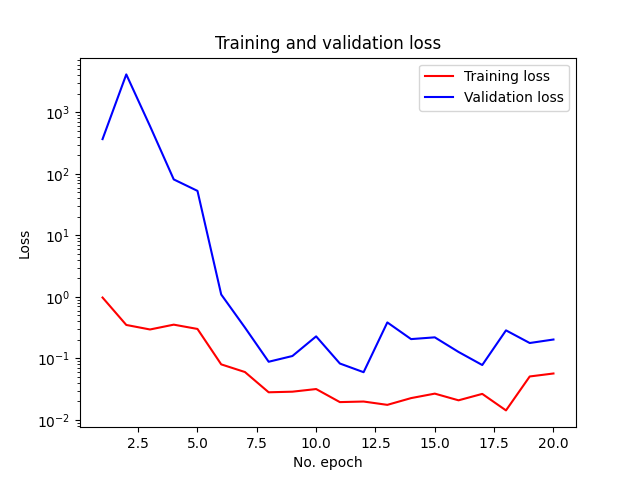 Training and validation loss
Training loss
Validation loss
10³
10²
10¹
10⁰
10⁻¹
10⁻²
Loss
2.5 5.0 7.5 10.0 12.5 15.0 17.5 20.0
No. epoch